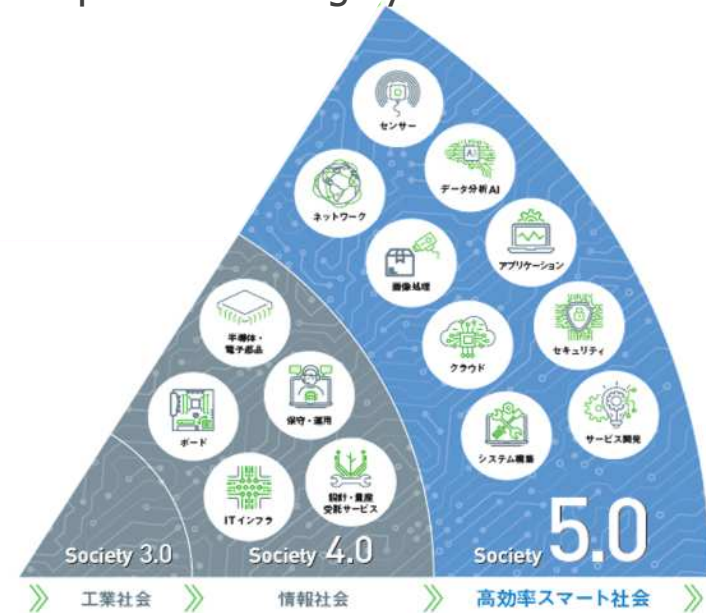 センサー
データ分析AI
ネットワーク
アプリケーション
画像処理
セキュリティ
クラウド
サービス開発
システム構築
半導体・
電子部品
保守・運用
ボード
設計・量産
受託サービス
ITインフラ
Society 3.0
Society 4.0
Society 5.0
工業社会
情報社会
高効率スマート社会